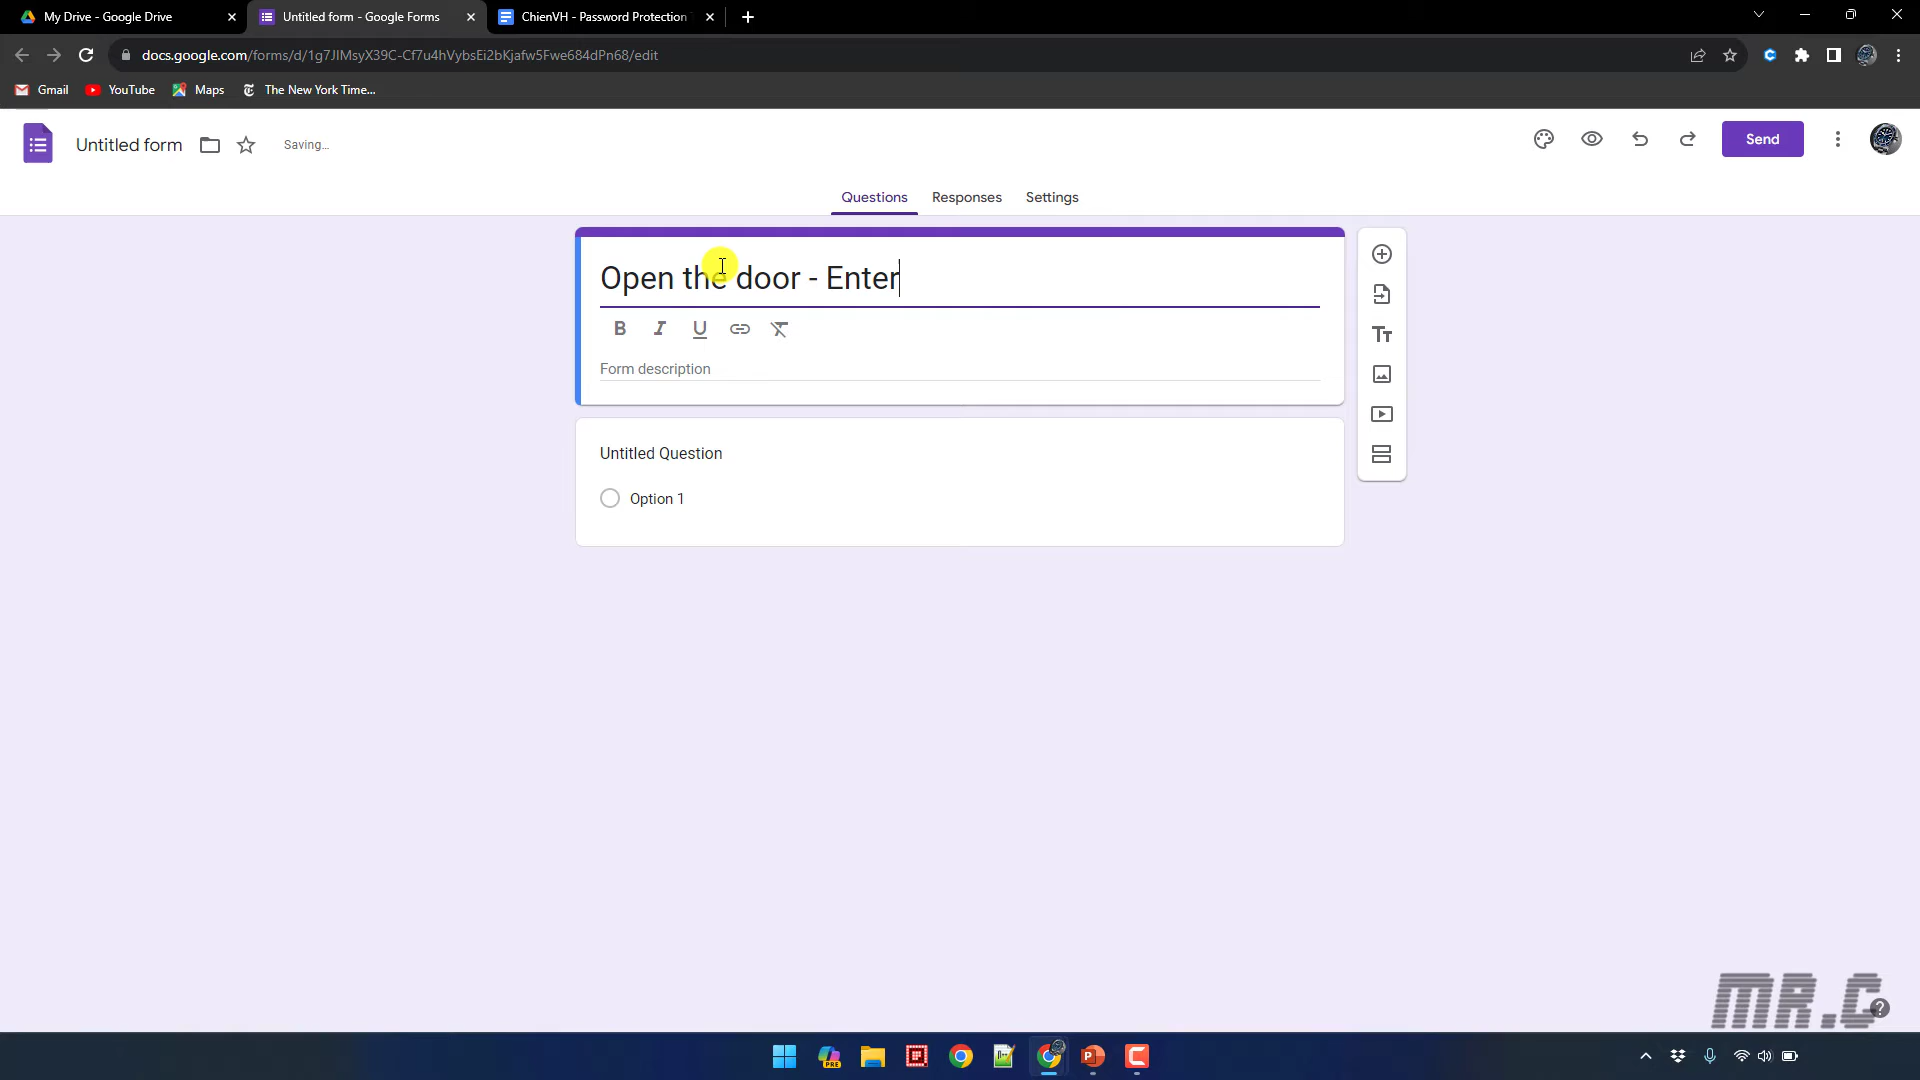 My Drive - Google Drive
Untitled form - Google Forms
ChienVH - Password Protection
docs.google.com/forms/d/1g7JIMsyX39C-Cf7u4hVybsEi2bKjafw5Fwe684dPn68/edit
Gmail
YouTube
Maps
The New York Time...
Untitled form
Saving...
Send
Questions
Responses
Settings
Open the door - Enter
B
I
U
Form description
Tт
Untitled Question
Option 1
MR.C
PRE